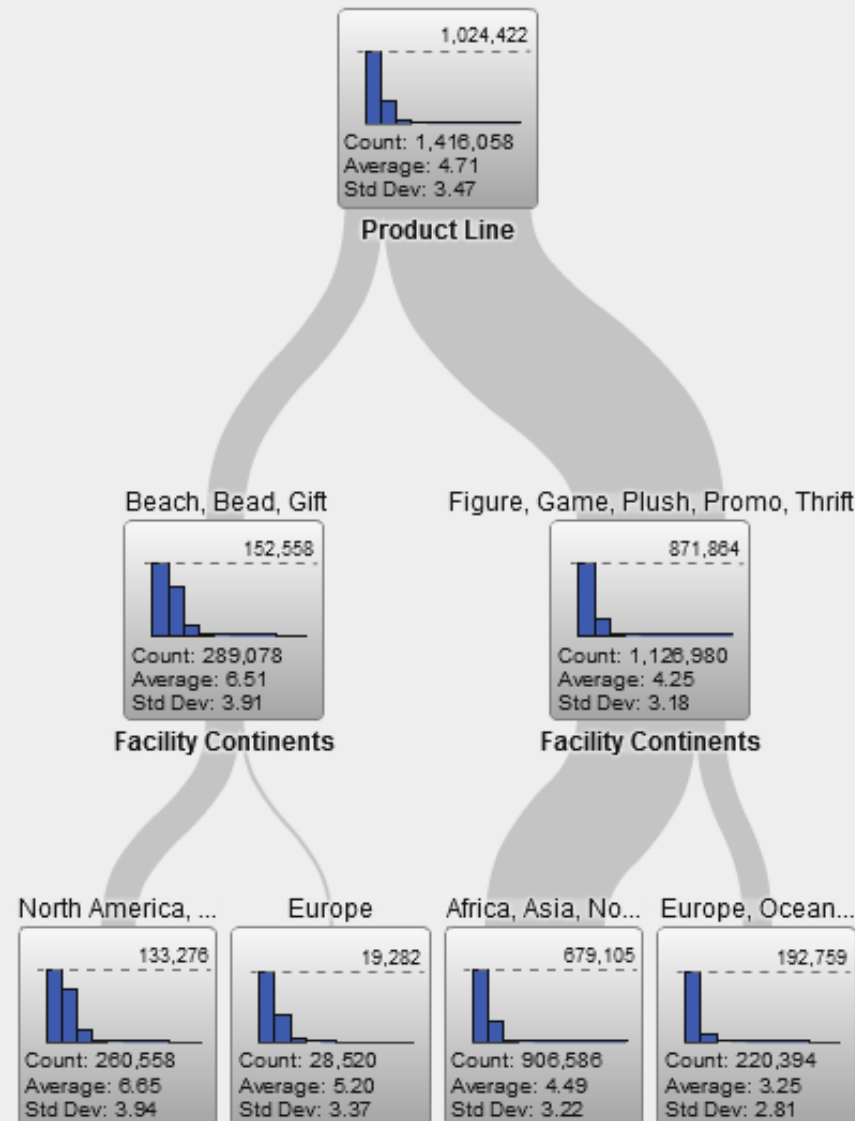 1,024,422
Count: 1,416,058
Average: 4.71
Std Dev: 3.47
Product Line
Beach, Bead, Gift
152,558
Count: 289,078
Average: 6.51
Std Dev: 3.91
Facility Continents
Figure, Game, Plush, Promo, Thrift
871,864
Count: 1,126,980
Average: 4.25
Std Dev: 3.18
Facility Continents
North America, ...
133,276
Count: 260,558
Average: 6.65
Std Dev: 3.94
Europe
19,282
Count: 28,520
Average: 5.20
Std Dev: 3.37
Africa, Asia, No...
679,105
Count: 906,586
Average: 4.49
Std Dev: 3.22
Europe, Ocean...
192,759
Count: 220,394
Average: 3.25
Std Dev: 2.81